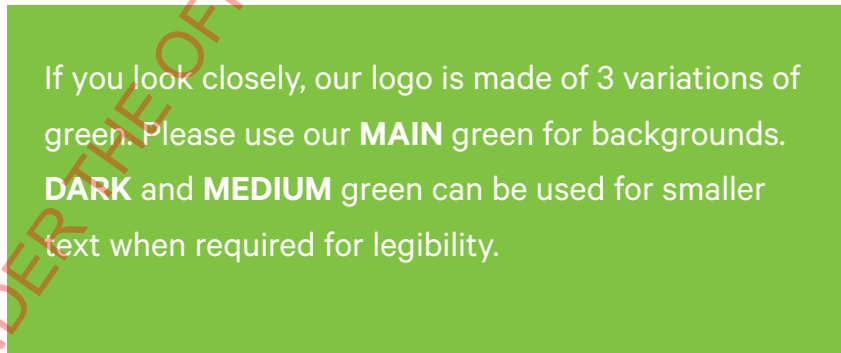 If you look closely, our logo is made of 3 variations of
green. Please use our MAIN green for backgrounds.
DARK and MEDIUM green can be used for smaller
text when required for legibility.